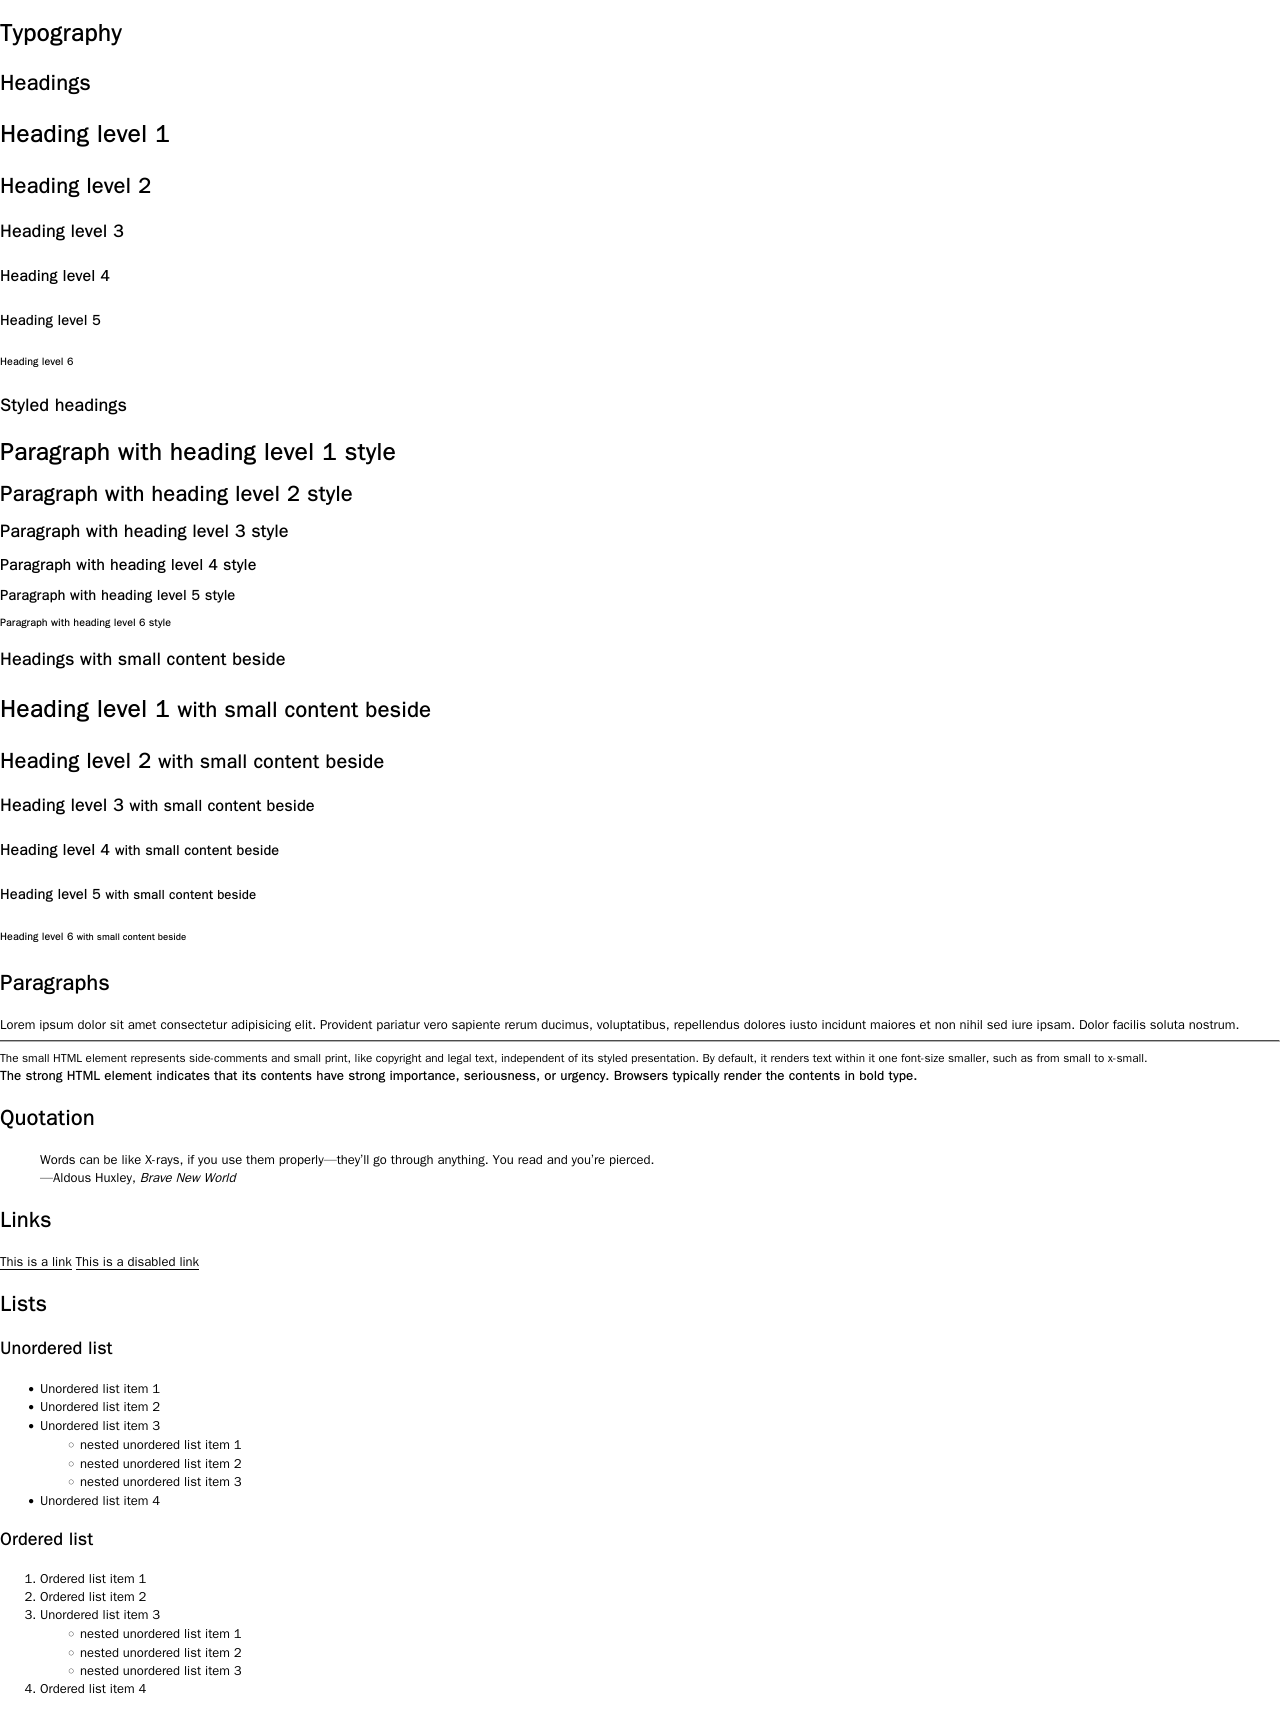 Typography
Headings
Heading level 1
Heading level 2
Heading level 3
Heading level 4
Heading level 5
Heading level 6
Styled headings
Paragraph with heading level 1 style
Paragraph with heading level 2 style
Paragraph with heading level 3 style
Paragraph with heading level 4 style
Paragraph with heading level 5 style
Paragraph with heading level 6 style
Headings with small content beside
Heading level 1 with small content beside
Heading level 2 with small content beside
Heading level 3 with small content beside
Heading level 4 with small content beside
Heading level 5 with small content beside
Heading level 6 with small content beside
Paragraphs
Lorem ipsum dolor sit amet consectetur adipisicing elit. Provident pariatur vero sapiente rerum ducimus, voluptatibus, repellendus dolores iusto incidunt maiores et non nihil sed iure ipsam. Dolor facilis soluta nostrum.
The small HTML element represents side-comments and small print, like copyright and legal text, independent of its styled presentation. By default, it renders text within it one font-size smaller, such as from small to x-small.
The strong HTML element indicates that its contents have strong importance, seriousness, or urgency. Browsers typically render the contents in bold type.
Quotation
Words can be like X-rays, if you use them properly—they'll go through anything. You read and you're pierced.
—Aldous Huxley, Brave New World
Links
This is a link This is a disabled link
Lists
Unordered list
• Unordered list item 1
• Unordered list item 2
• Unordered list item 3
○ nested unordered list item 1
○ nested unordered list item 2
○ nested unordered list item 3
• Unordered list item 4
Ordered list
1. Ordered list item 1
2. Ordered list item 2
3. Unordered list item 3
○ nested unordered list item 1
○ nested unordered list item 2
○ nested unordered list item 3
4. Ordered list item 4